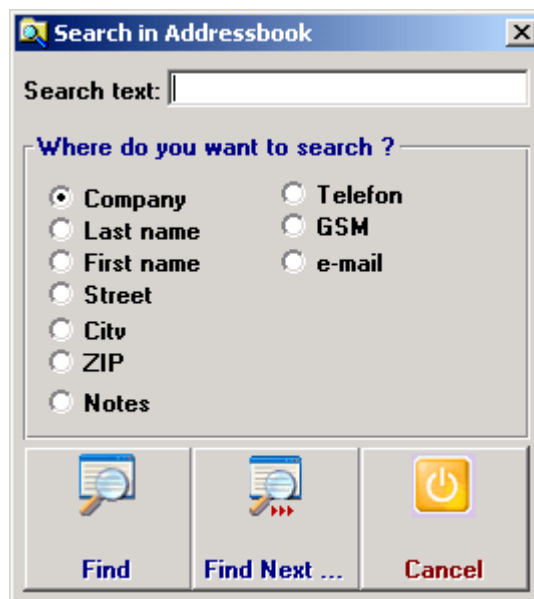 Search in Addressbook
Search text:
Where do you want to search ?
Company
Last name
First name
Street
City
ZIP
Notes
Telefon
GSM
e-mail
Find
Find Next ...
Cancel